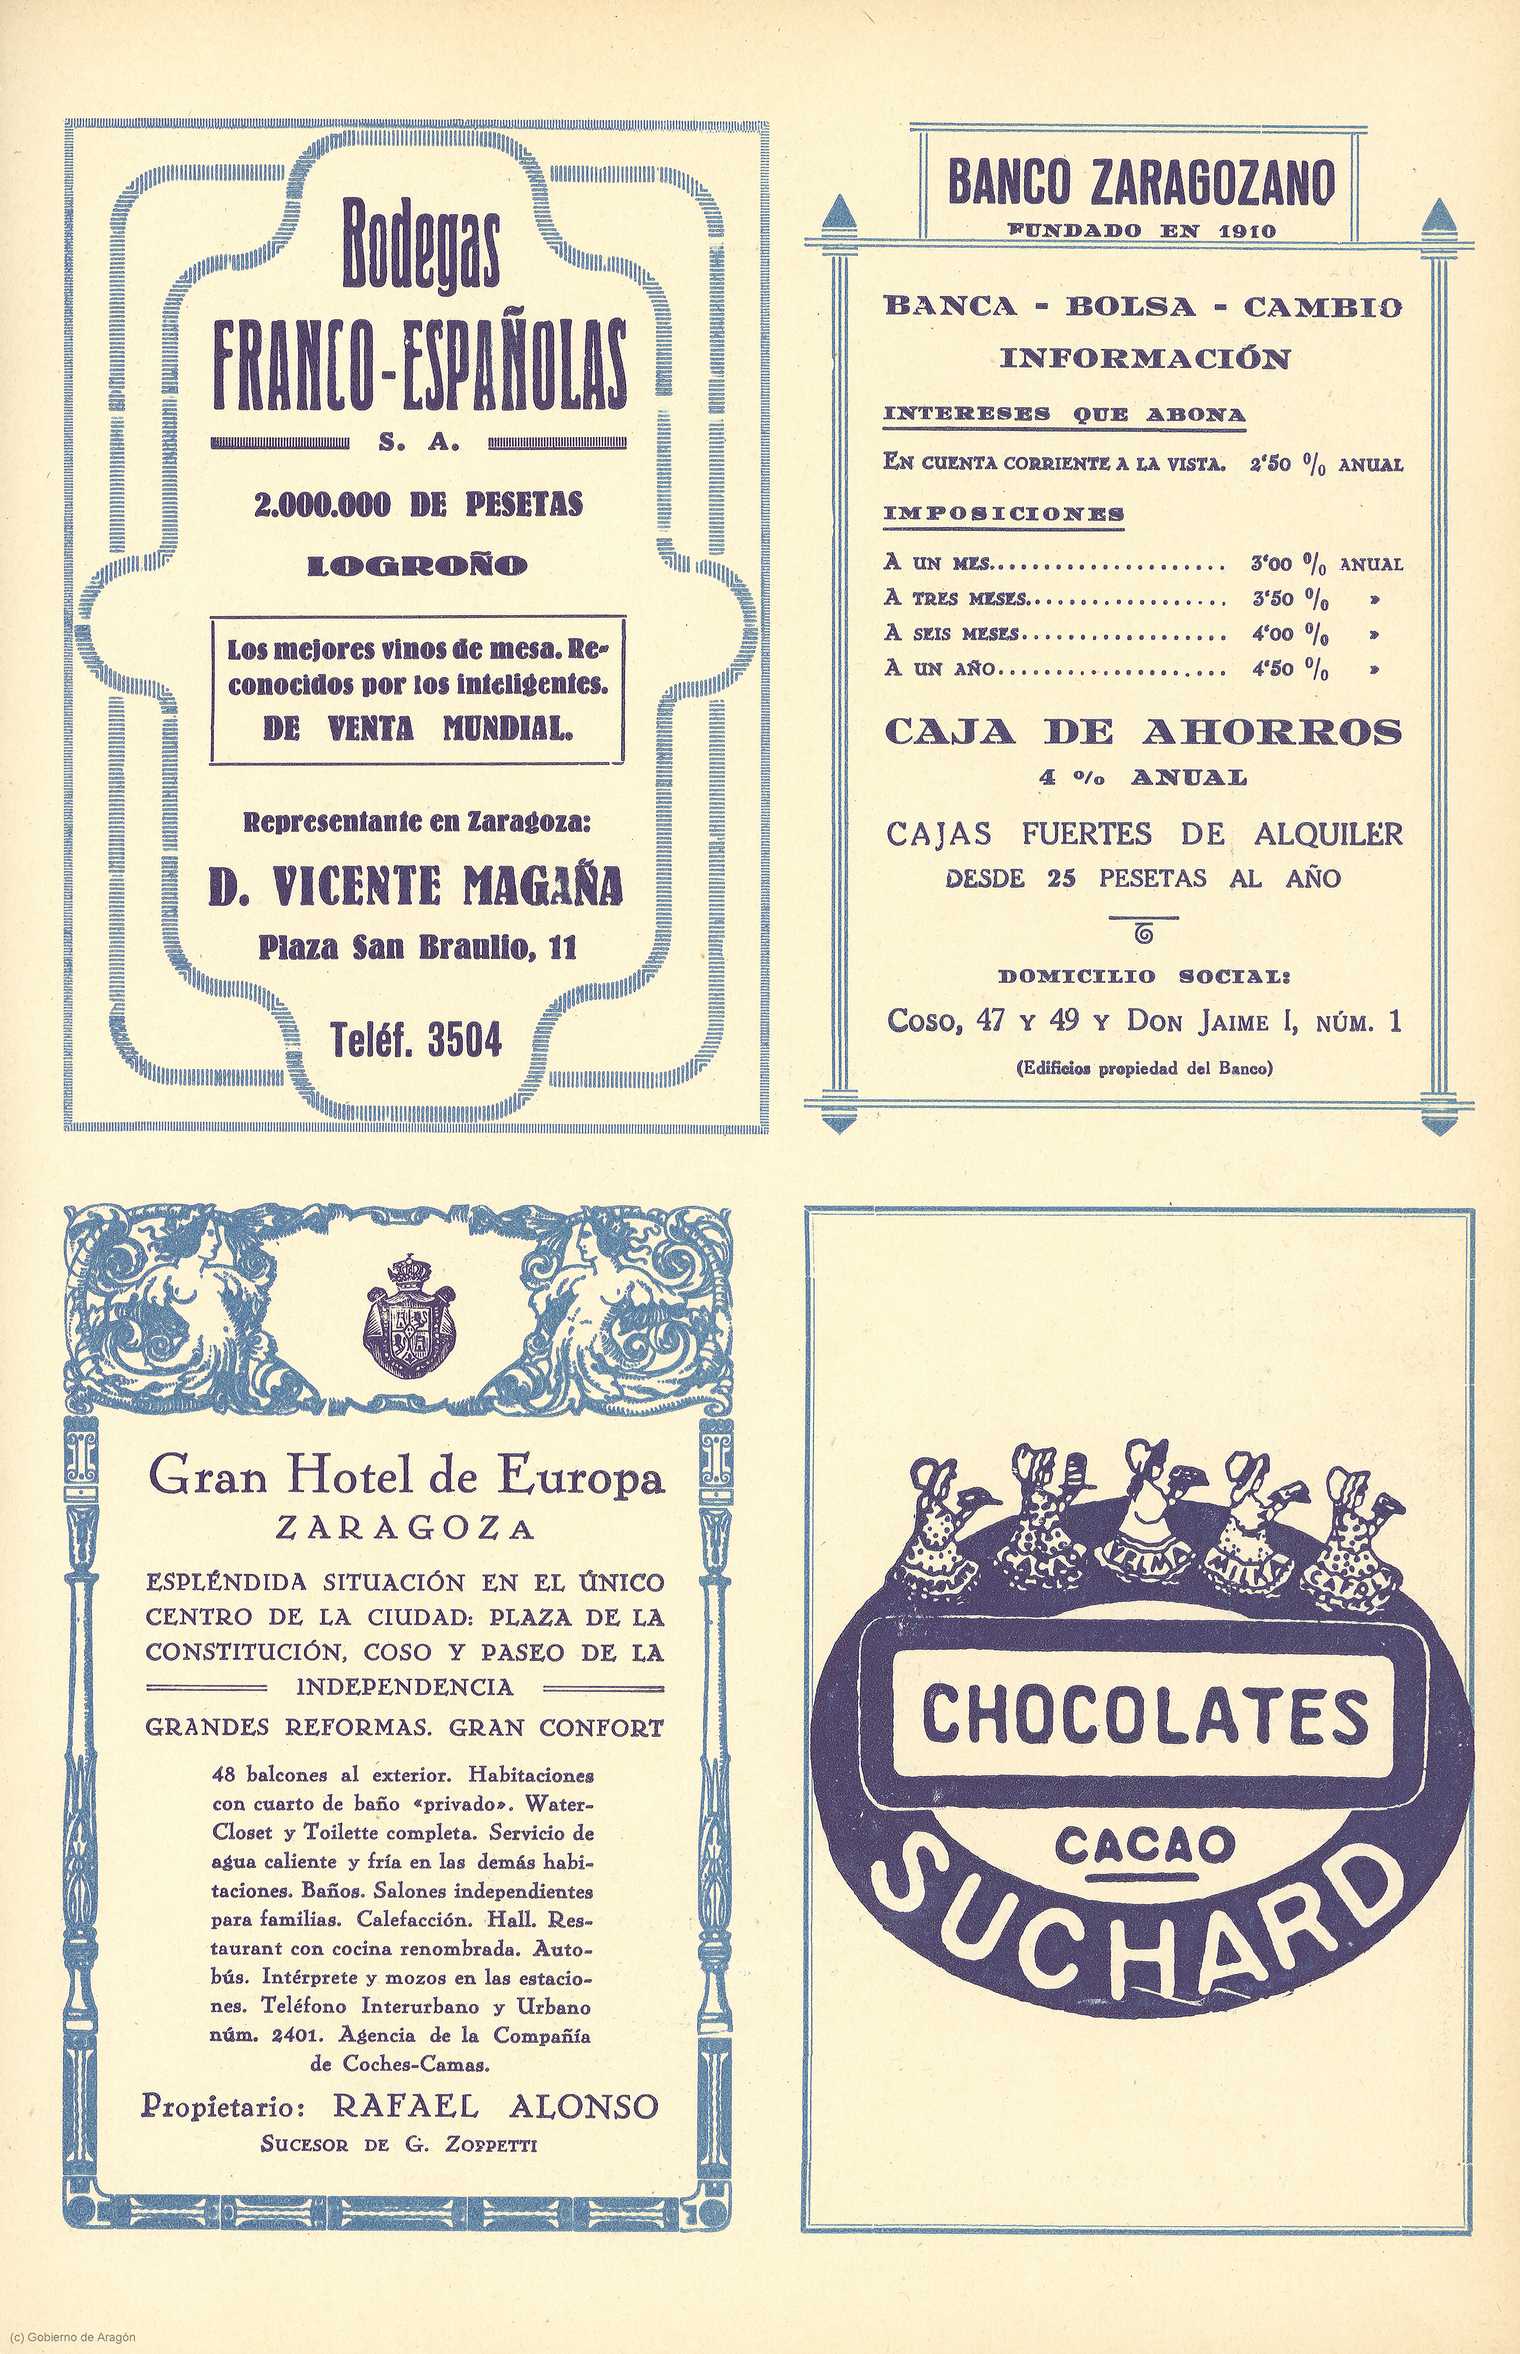 Bodegas
FRANCO-ESPAÑOLAS
S. A.
2.000.000 DE PESETAS
LOGROÑO
Los mejores vinos de mesa. Re-
conocidos por los inteligentes.
DE VENTA MUNDIAL.
Representante en Zaragoza:
D. VICENTE MAGAÑA
Plaza San Braulio, 11
Teléf. 3504
BANCO ZARAGOZANO
FUNDADO EN 1910
BANCA - BOLSA - CAMBIO
INFORMACIÓN
INTERESES QUE ABONA
EN CUENTA CORRIENTE A LA VISTA. 2'50 % ANUAL
IMPOSICIONES
A UN MES...................... 3'00 % ANUAL
A TRES MESES................... 3'50 % »
A SEIS MESES................... 4'00 % »
A UN AÑO...................... 4'50 % »
CAJA DE AHORROS
4 % ANUAL
CAJAS FUERTES DE ALQUILER
DESDE 25 PESETAS AL AÑO
DOMICILIO SOCIAL:
COSO, 47 Y 49 Y DON JAIME I, NÚM. 1
(Edificios propiedad del Banco)
Gran Hotel de Europa
ZARAGOZA
ESPLÉNDIDA SITUACIÓN EN EL ÚNICO
CENTRO DE LA CIUDAD: PLAZA DE LA
CONSTITUCIÓN, COSO Y PASEO DE LA
INDEPENDENCIA
GRANDES REFORMAS. GRAN CONFORT
48 balcones al exterior. Habitaciones
con cuarto de baño «privado». Water-
Closet y Toilette completa. Servicio de
agua caliente y fría en las demás habi-
taciones. Baños. Salones independientes
para familias. Calefacción. Hall. Res-
taurant con cocina renombrada. Auto-
bús. Intérprete y mozos en las estacio-
nes. Teléfono Interurbano y Urbano
núm. 2401. Agencia de la Compañía
de Coches-Camas.
Propietario: RAFAEL ALONSO
SUCESOR DE G. ZOPPETTI
VELMA
MILKA
CHOCOLATES
CACAO
SUCHARD
(c) Gobierno de Aragón